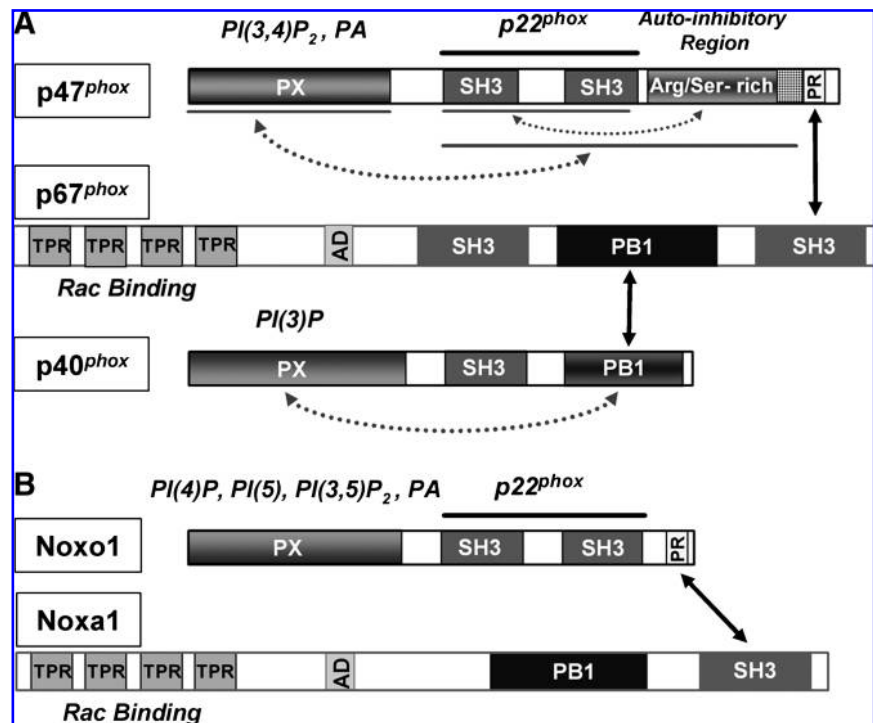 A
PI(3,4)P2 , PA
p22phox
Auto-inhibitory
Region
p47phox
PX
SH3
SH3
Arg/Ser- rich
PR
p67phox
TPR
TPR
TPR
TPR
AD
SH3
PB1
SH3
Rac Binding
PI(3)P
p40phox
PX
SH3
PB1
B
PI(4)P, PI(5), PI(3,5)P2 , PA
p22phox
Noxo1
PX
SH3
SH3
PR
Noxa1
TPR
TPR
TPR
TPR
AD
PB1
SH3
Rac Binding